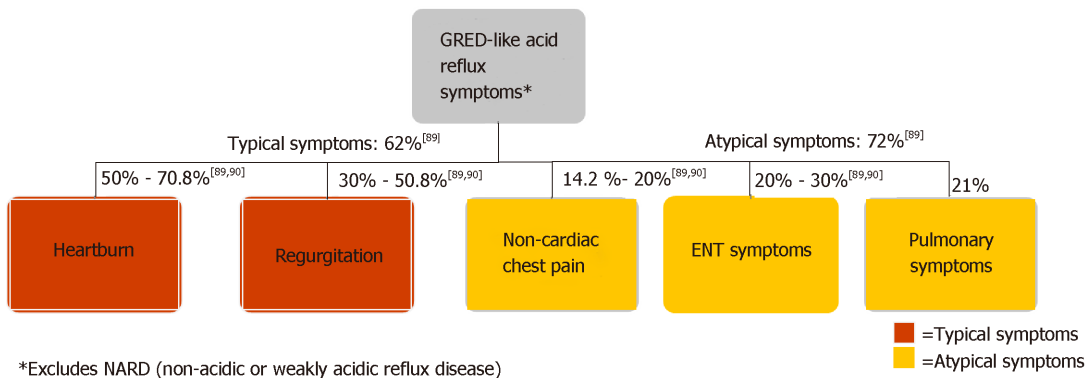 GRED-like acid
reflux
symptoms*
Typical symptoms: 62%[89]
Atypical symptoms: 72%[89]
50% - 70.8%[89,90]
30% - 50.8%[89,90]
14.2 %- 20%[89,90]
20% - 30%[89,90]
21%
Heartburn
Regurgitation
Non-cardiac
chest pain
ENT symptoms
Pulmonary
symptoms
=Typical symptoms
=Atypical symptoms
*Excludes NARD (non-acidic or weakly acidic reflux disease)